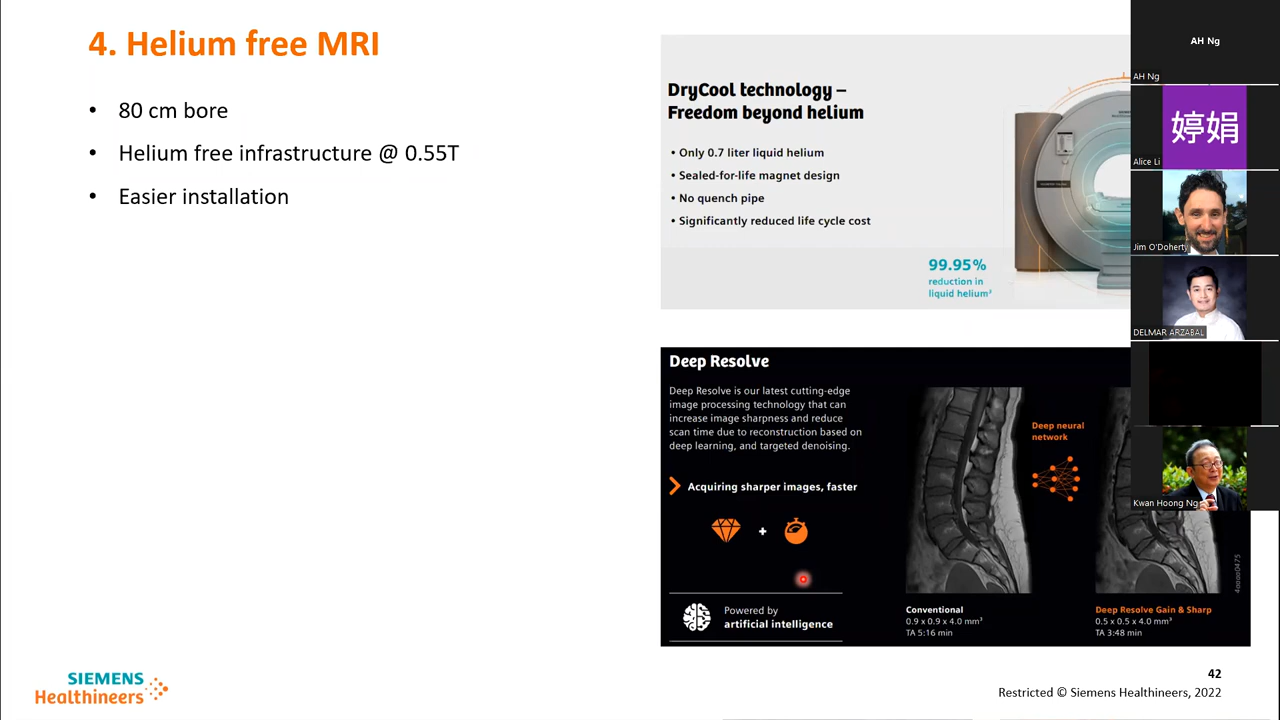 4. Helium free MRI
• 80 cm bore
• Helium free infrastructure @ 0.55T
• Easier installation
DryCool technology –
Freedom beyond helium
• Only 0.7 liter liquid helium
• Sealed-for-life magnet design
• No quench pipe
• Significantly reduced life cycle cost
99.95%
reduction in
liquid helium³
Deep Resolve
Deep Resolve is our latest cutting-edge
image processing technology that can
increase image sharpness and reduce
scan time due to reconstruction based on
deep learning, and targeted denoising.
Acquiring sharper images, faster
+
Powered by
artificial intelligence
Deep neural
network
Conventional
0.9 x 0.9 x 4.0 mm³
TA 5:16 min
Deep Resolve Gain & Sharp
0.5 x 0.5 x 4.0 mm³
TA 3:48 min
AH Ng
AH Ng
婷娟
Alice Li
Jim O'Doherty
DELMAR ARZABAL
Kwan Hoong Ng
SIEMENS
Healthineers
42
Restricted © Siemens Healthineers, 2022